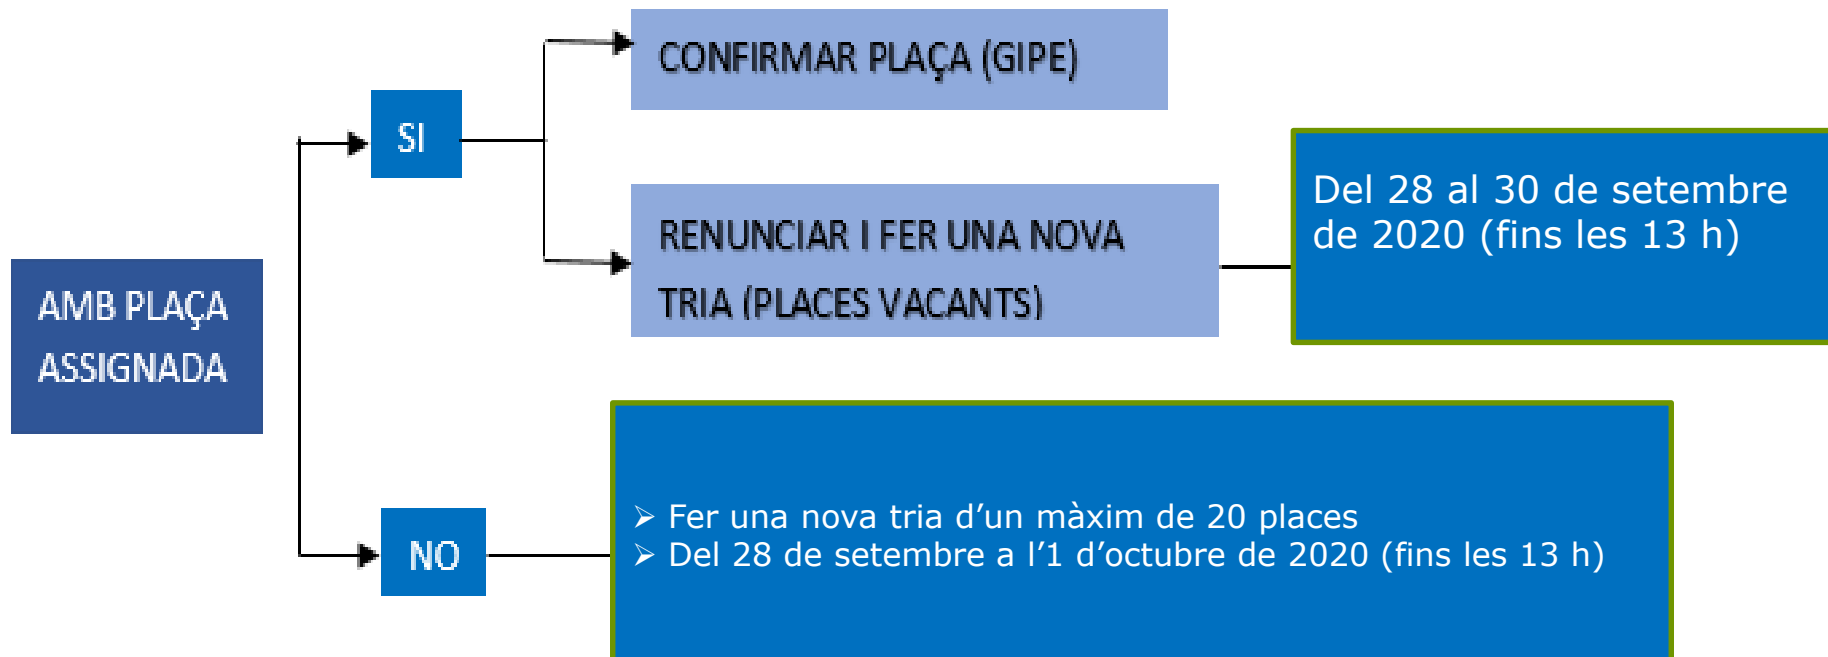 AMB PLAÇA
ASSIGNADA
SI
CONFIRMAR PLAÇA (GIPE)
RENUNCIAR I FER UNA NOVA
TRIA (PLACES VACANTS)
Del 28 al 30 de setembre
de 2020 (fins les 13 h)
NO
➢ Fer una nova tria d’un màxim de 20 places
➢ Del 28 de setembre a l’1 d’octubre de 2020 (fins les 13 h)